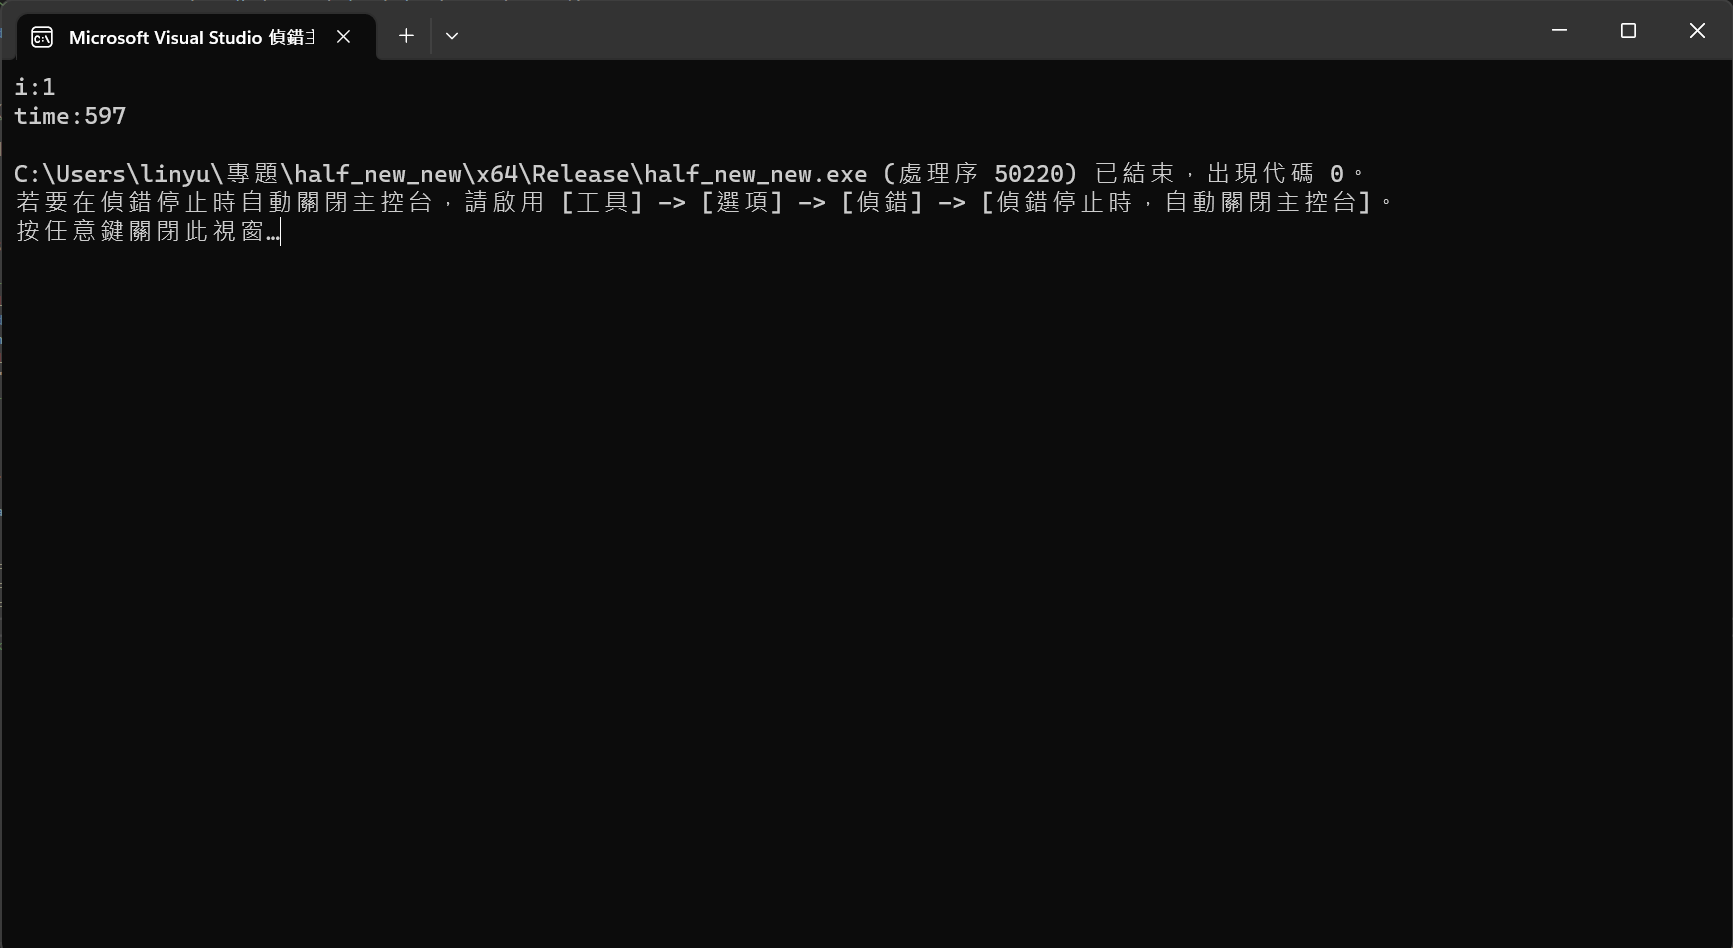 Microsoft Visual Studio 偵錯主
i:1
time:597
C:\Users\linyu\專題\half_new_new\x64\Release\half_new_new.exe (處理序 50220) 已結束，出現代碼 0。
若要在偵錯停止時自動關閉主控台，請啟用 [工具] -> [選項] -> [偵錯] -> [偵錯停止時，自動關閉主控台]。
按任意鍵關閉此視窗…